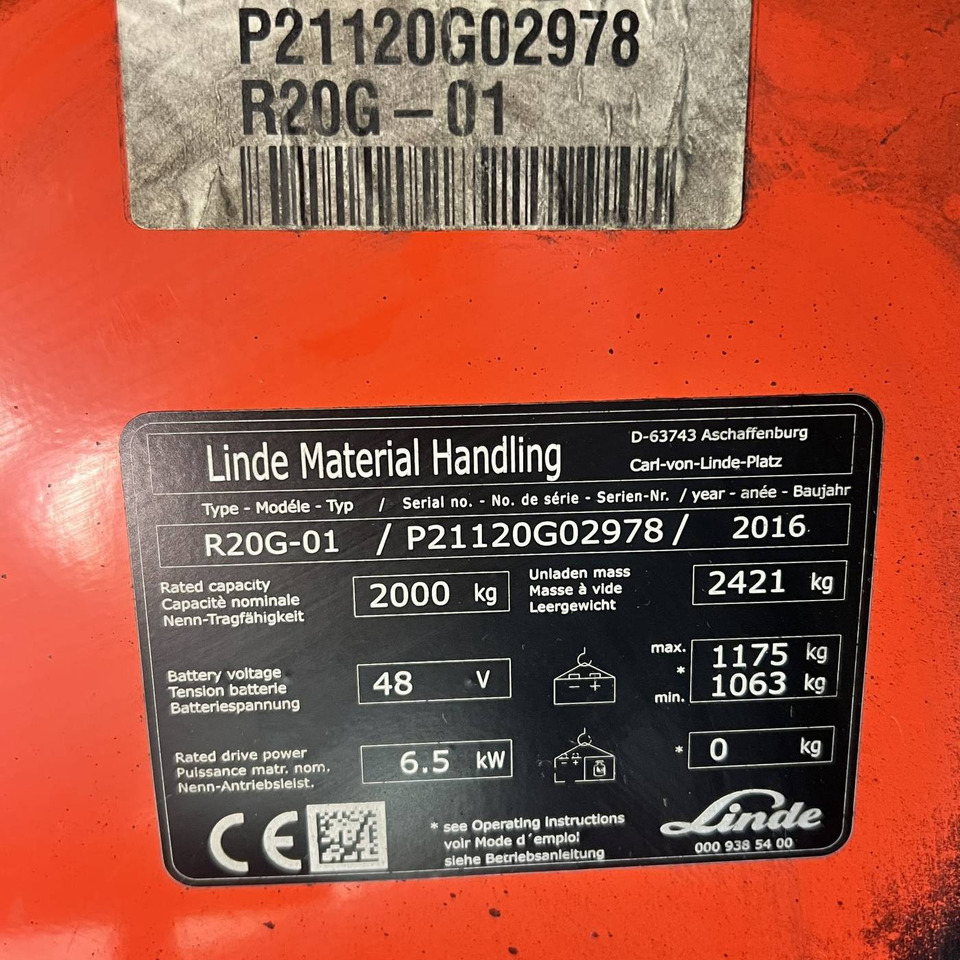 P21120G02978
R20G-01
Linde Material Handling
D-63743 Aschaffenburg
Carl-von-Linde-Platz
Type - Modéle - Typ / Serial no. - No. de série - Serien-Nr. / year - anée - Baujahr
R20G-01 / P21120G02978 / 2016
Rated capacity
Capacitè nominale
Nenn-Tragfähigkeit
2000 kg
Unladen mass
Masse à vide
Leergewicht
2421 kg
Battery voltage
Tension batterie
Batteriespannung
48 V
max.
*
min.
1175 kg
1063 kg
Rated drive power
Puissance matr. nom.
Nenn-Antriebsleist.
6.5 kW
* 0 kg
CE
* see Operating Instructions
voir Mode d´emploi
siehe Betriebsanleitung
Linde
000 938 54 00